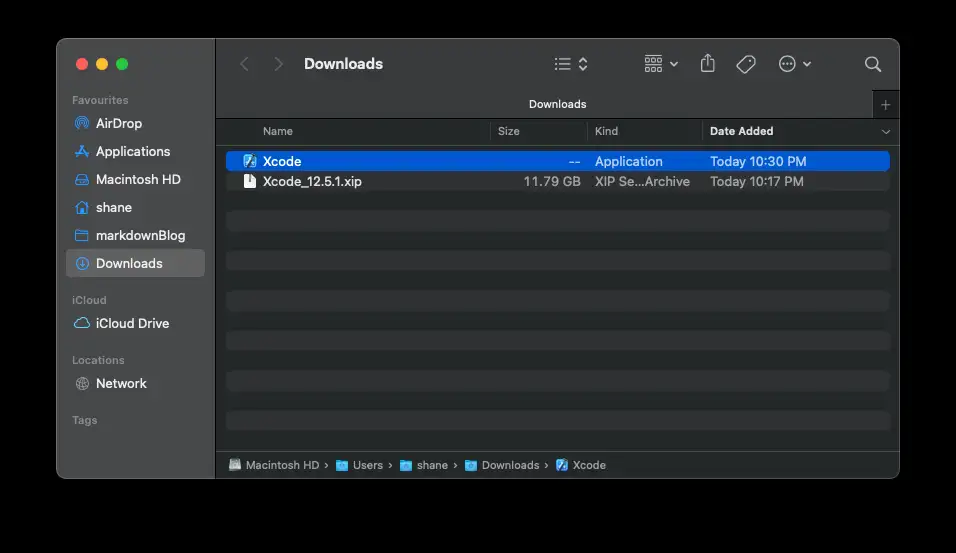 Downloads
Favourites
AirDrop
Applications
Macintosh HD
shane
markdownBlog
Downloads
iCloud
iCloud Drive
Locations
Network
Tags
Downloads
Name Size Kind Date Added
Xcode -- Application Today 10:30 PM
Xcode_12.5.1.xip 11.79 GB XIP Se...Archive Today 10:17 PM
Macintosh HD › Users › shane › Downloads › Xcode